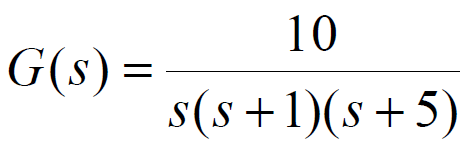 G(s) = 10 / s(s+1)(s+5)